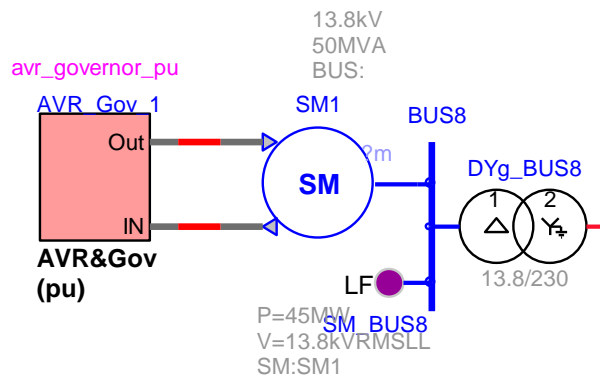 13.8kV
50MVA
BUS:
avr_governor_pu
AVR_Gov_1
SM1
BUS8
Out
?m
DYg_BUS8
SM
1
2
IN
AVR&Gov
(pu)
13.8/230
LF
P=45MW
SM_BUS8
V=13.8kVRMSLL
SM:SM1